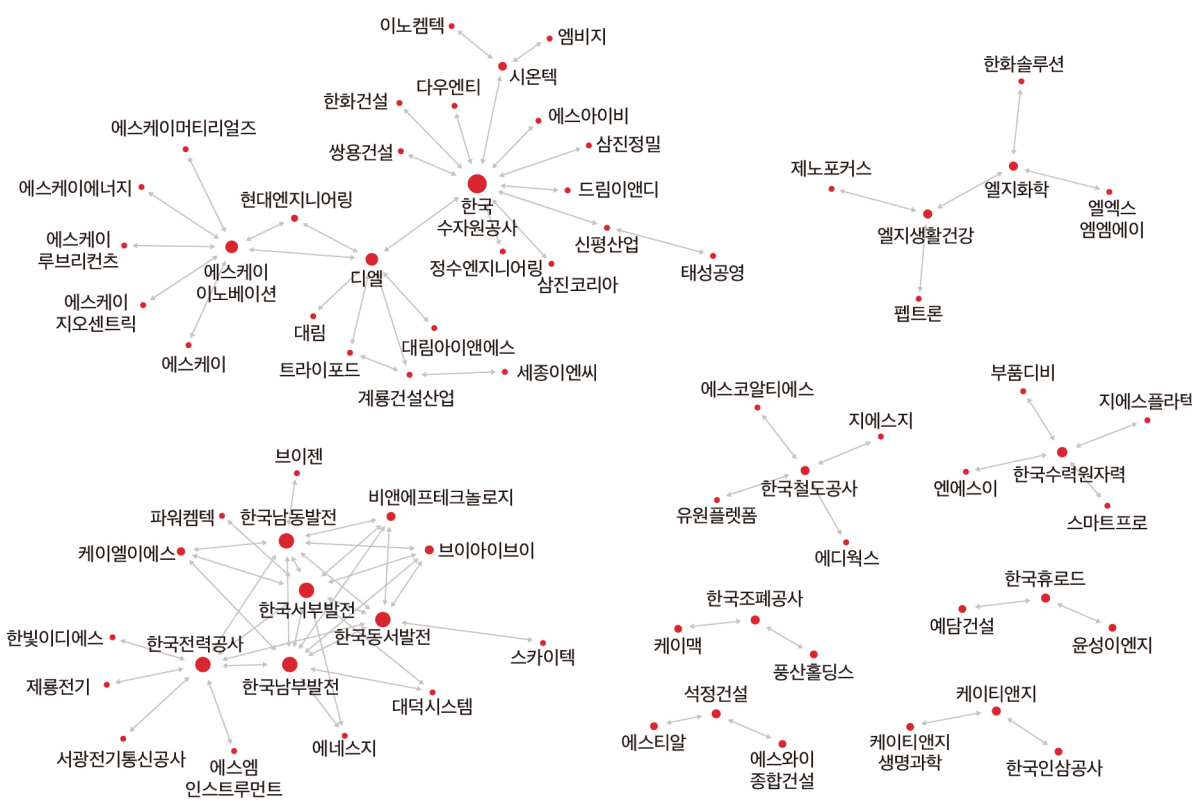 이노켐텍
엠비지
시온텍
다우엔티
한화건설
에스아이비
쌍용건설
삼진정밀
드림이앤디
한국
수자원공사
신평산업
정수엔지니어링
삼진코리아
태성공영
에스케이머티리얼즈
에스케이에너지
현대엔지니어링
에스케이
루브리컨츠
에스케이
이노베이션
디엘
에스케이
지오센트릭
에스케이
대림
트라이포드
대림아이앤에스
계룡건설산업
세종이엔씨
한화솔루션
제노포커스
엘지화학
엘엑스
엠엠에이
엘지생활건강
펩트론
에스코알티에스
지에스지
한국철도공사
유원플렛폼
에디웍스
부품디비
지에스플라텍
한국수력원자력
엔에스이
스마트프로
브이젠
비앤에프테크놀로지
파워켐텍
한국남동발전
케이엘이에스
브이아이브이
한국서부발전
한국동서발전
한빛이디에스
한국전력공사
스카이텍
제룡전기
한국남부발전
대덕시스템
서광전기통신공사
에스엠
인스트루먼트
에네스지
한국조폐공사
케이맥
풍산홀딩스
한국휴로드
예담건설
윤성이엔지
석정건설
에스티알
에스와이
종합건설
케이티앤지
케이티앤지
생명과학
한국인삼공사